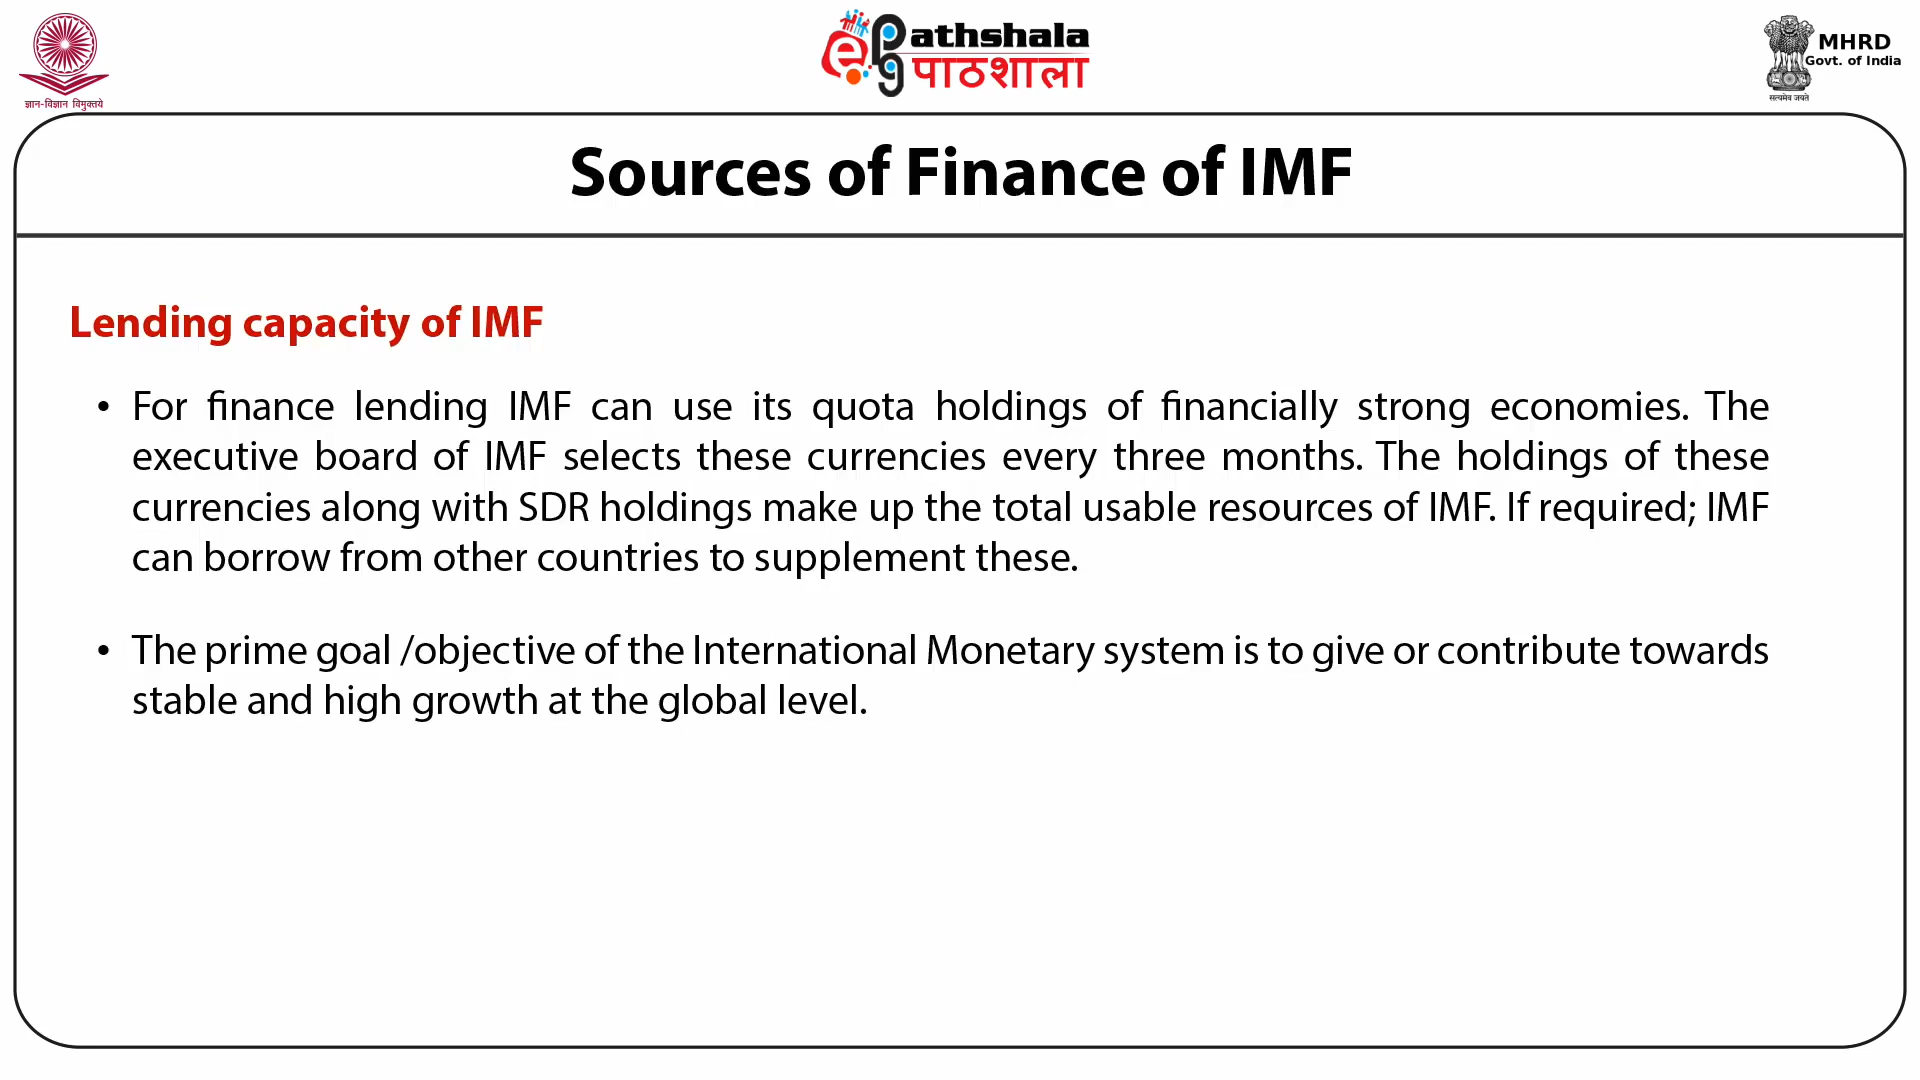 ज्ञान-विज्ञान विमुक्तये
ePg athshala
पाठशाला
MHRD
Govt. of India
सत्यमेव जयते
Sources of Finance of IMF
Lending capacity of IMF
• For finance lending IMF can use its quota holdings of financially strong economies. The
executive board of IMF selects these currencies every three months. The holdings of these
currencies along with SDR holdings make up the total usable resources of IMF. If required; IMF
can borrow from other countries to supplement these.
• The prime goal /objective of the International Monetary system is to give or contribute towards
stable and high growth at the global level.